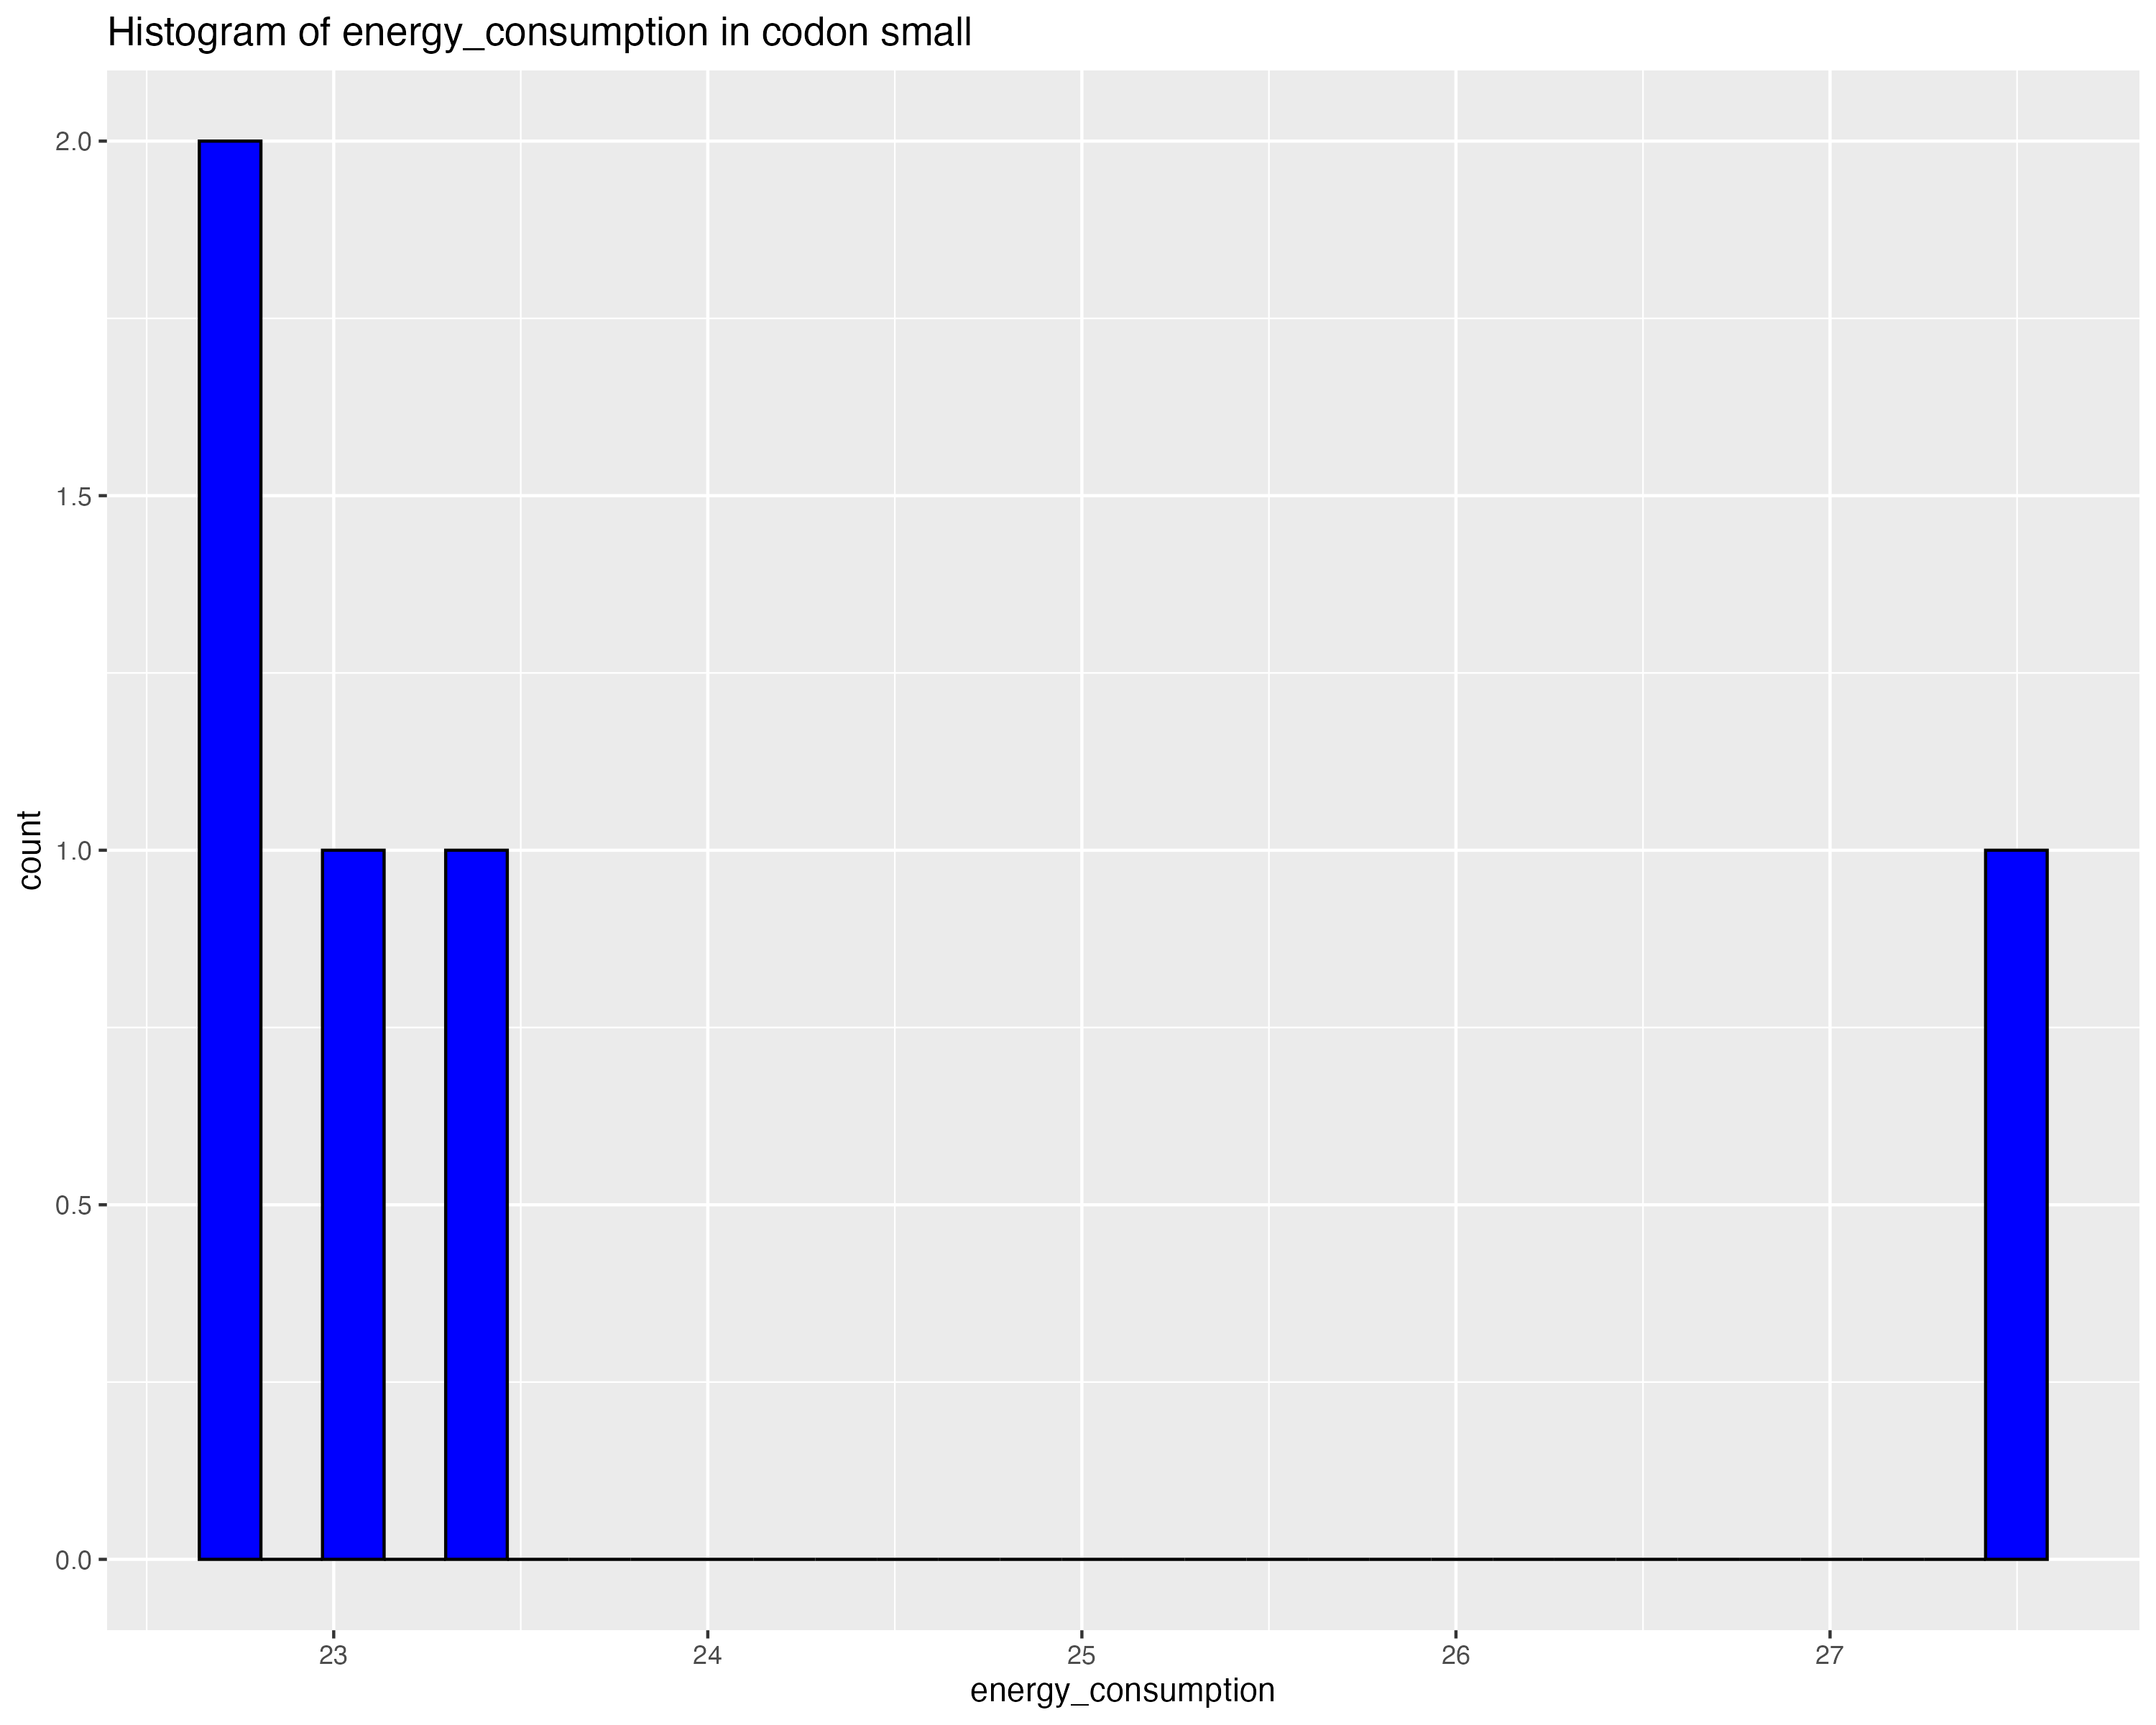 Histogram of energy_consumption in codon small
2.0
1.5
1.0
0.5
0.0
count
23 24 25 26 27
energy_consumption